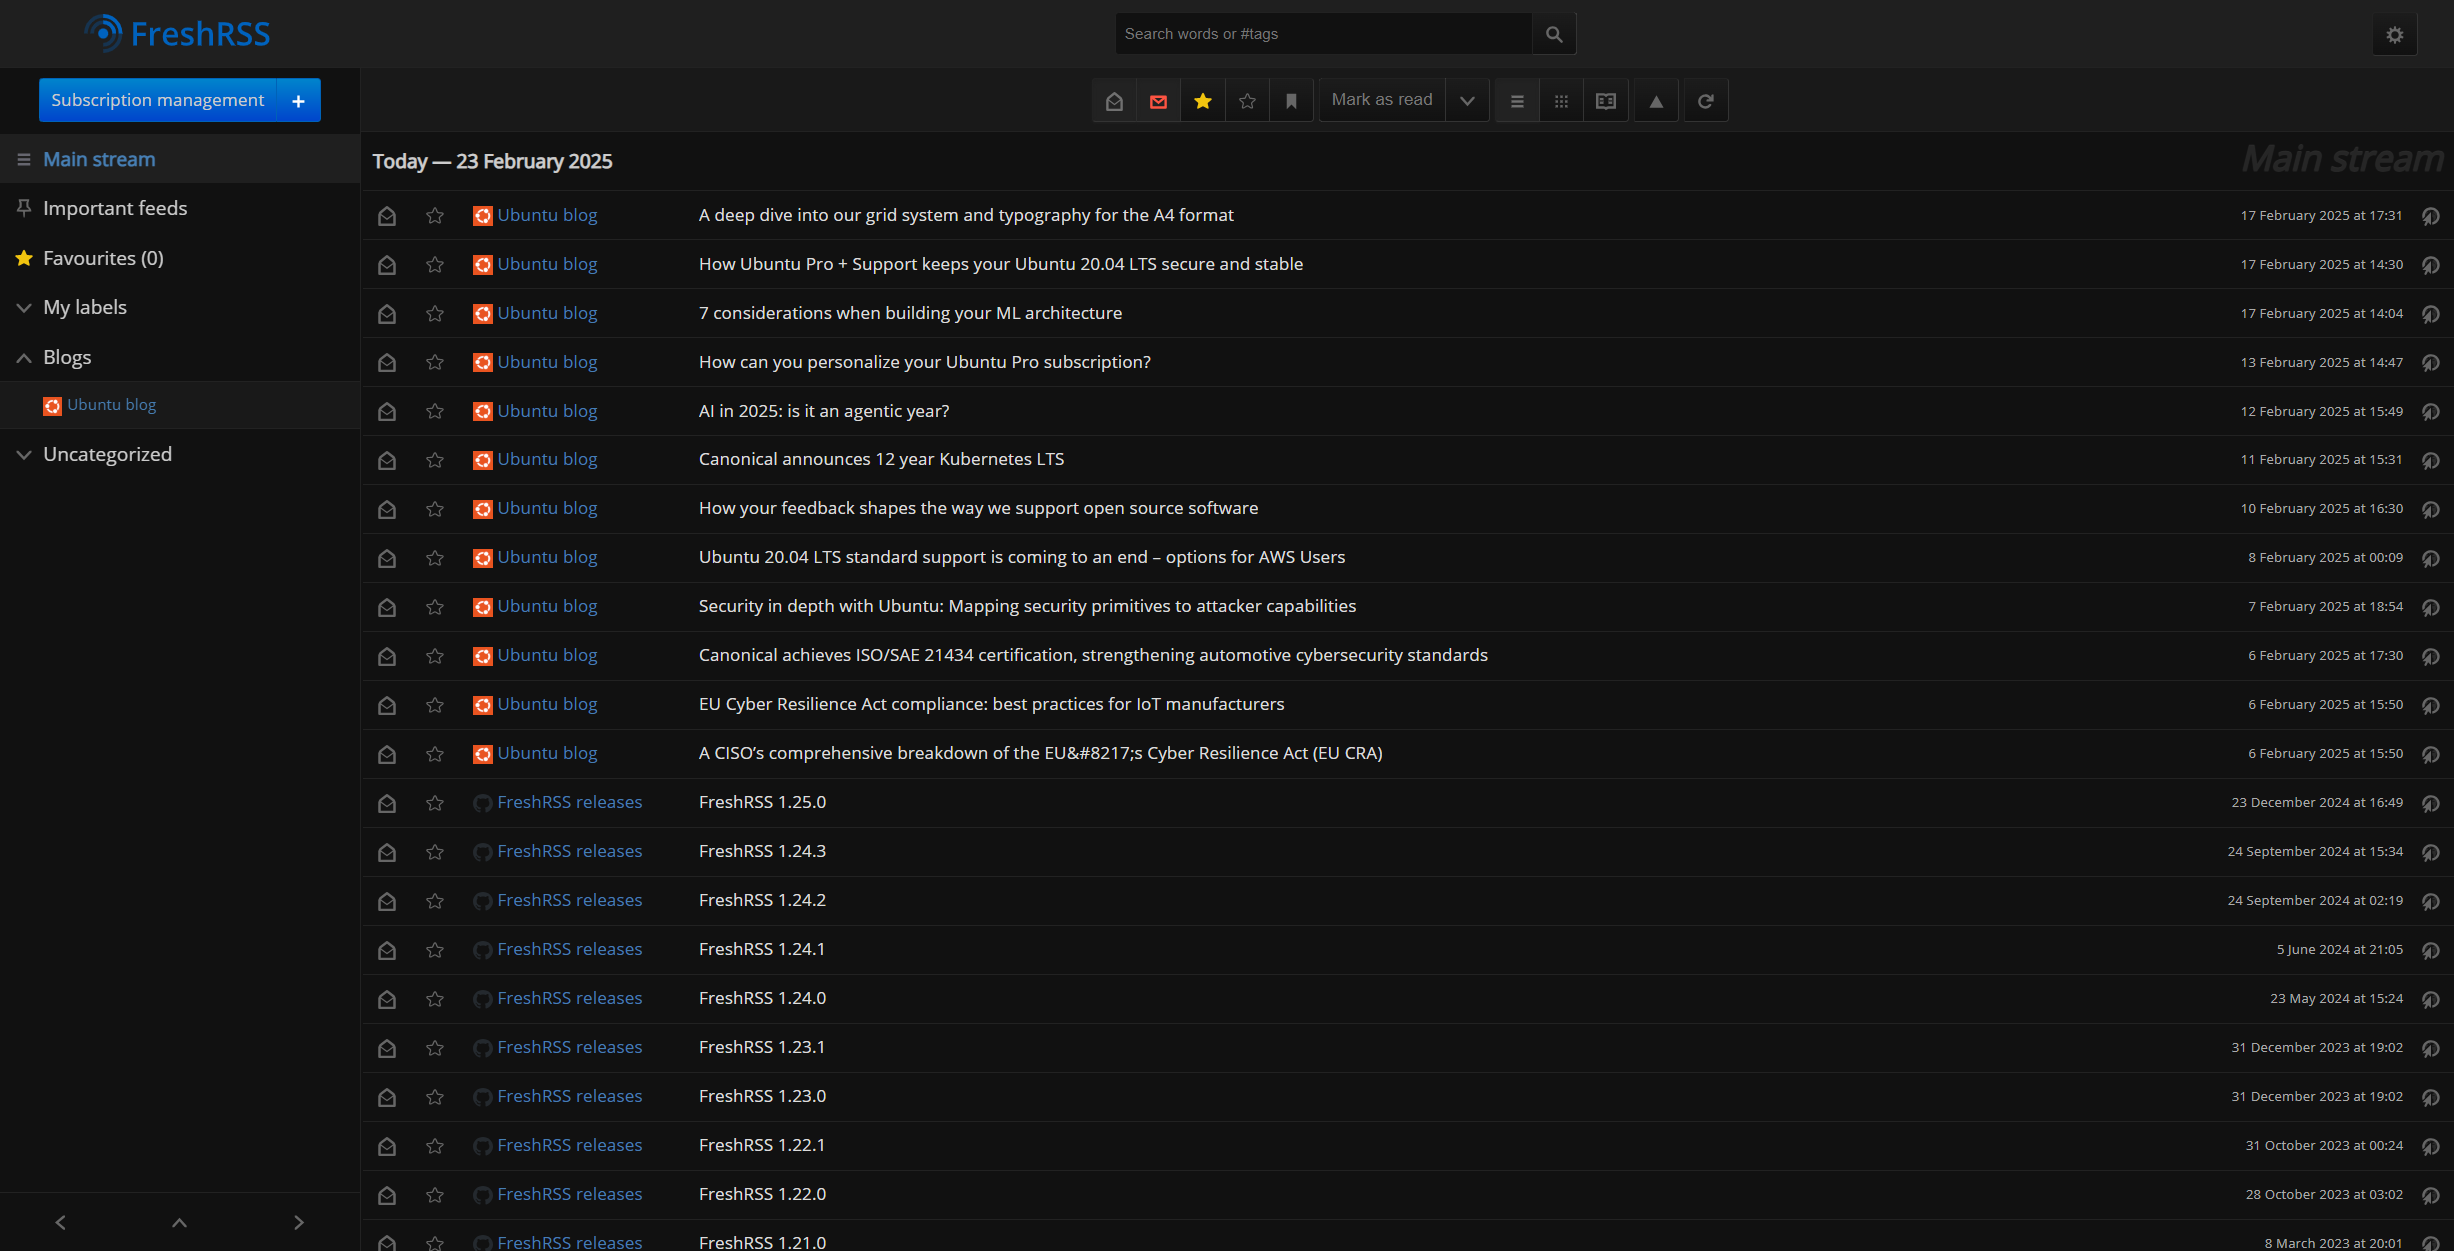 FreshRSS
Search words or #tags
Subscription management +
Mark as read
Main stream
Important feeds
Favourites (0)
My labels
Blogs
Ubuntu blog
Uncategorized
Today — 23 February 2025
Main stream
Ubuntu blog A deep dive into our grid system and typography for the A4 format 17 February 2025 at 17:31
Ubuntu blog How Ubuntu Pro + Support keeps your Ubuntu 20.04 LTS secure and stable 17 February 2025 at 14:30
Ubuntu blog 7 considerations when building your ML architecture 17 February 2025 at 14:04
Ubuntu blog How can you personalize your Ubuntu Pro subscription? 13 February 2025 at 14:47
Ubuntu blog AI in 2025: is it an agentic year? 12 February 2025 at 15:49
Ubuntu blog Canonical announces 12 year Kubernetes LTS 11 February 2025 at 15:31
Ubuntu blog How your feedback shapes the way we support open source software 10 February 2025 at 16:30
Ubuntu blog Ubuntu 20.04 LTS standard support is coming to an end – options for AWS Users 8 February 2025 at 00:09
Ubuntu blog Security in depth with Ubuntu: Mapping security primitives to attacker capabilities 7 February 2025 at 18:54
Ubuntu blog Canonical achieves ISO/SAE 21434 certification, strengthening automotive cybersecurity standards 6 February 2025 at 17:30
Ubuntu blog EU Cyber Resilience Act compliance: best practices for IoT manufacturers 6 February 2025 at 15:50
Ubuntu blog A CISO’s comprehensive breakdown of the EU&#8217;s Cyber Resilience Act (EU CRA) 6 February 2025 at 15:50
FreshRSS releases FreshRSS 1.25.0 23 December 2024 at 16:49
FreshRSS releases FreshRSS 1.24.3 24 September 2024 at 15:34
FreshRSS releases FreshRSS 1.24.2 24 September 2024 at 02:19
FreshRSS releases FreshRSS 1.24.1 5 June 2024 at 21:05
FreshRSS releases FreshRSS 1.24.0 23 May 2024 at 15:24
FreshRSS releases FreshRSS 1.23.1 31 December 2023 at 19:02
FreshRSS releases FreshRSS 1.23.0 31 December 2023 at 19:02
FreshRSS releases FreshRSS 1.22.1 31 October 2023 at 00:24
FreshRSS releases FreshRSS 1.22.0 28 October 2023 at 03:02
FreshRSS releases FreshRSS 1.21.0 8 March 2023 at 20:01